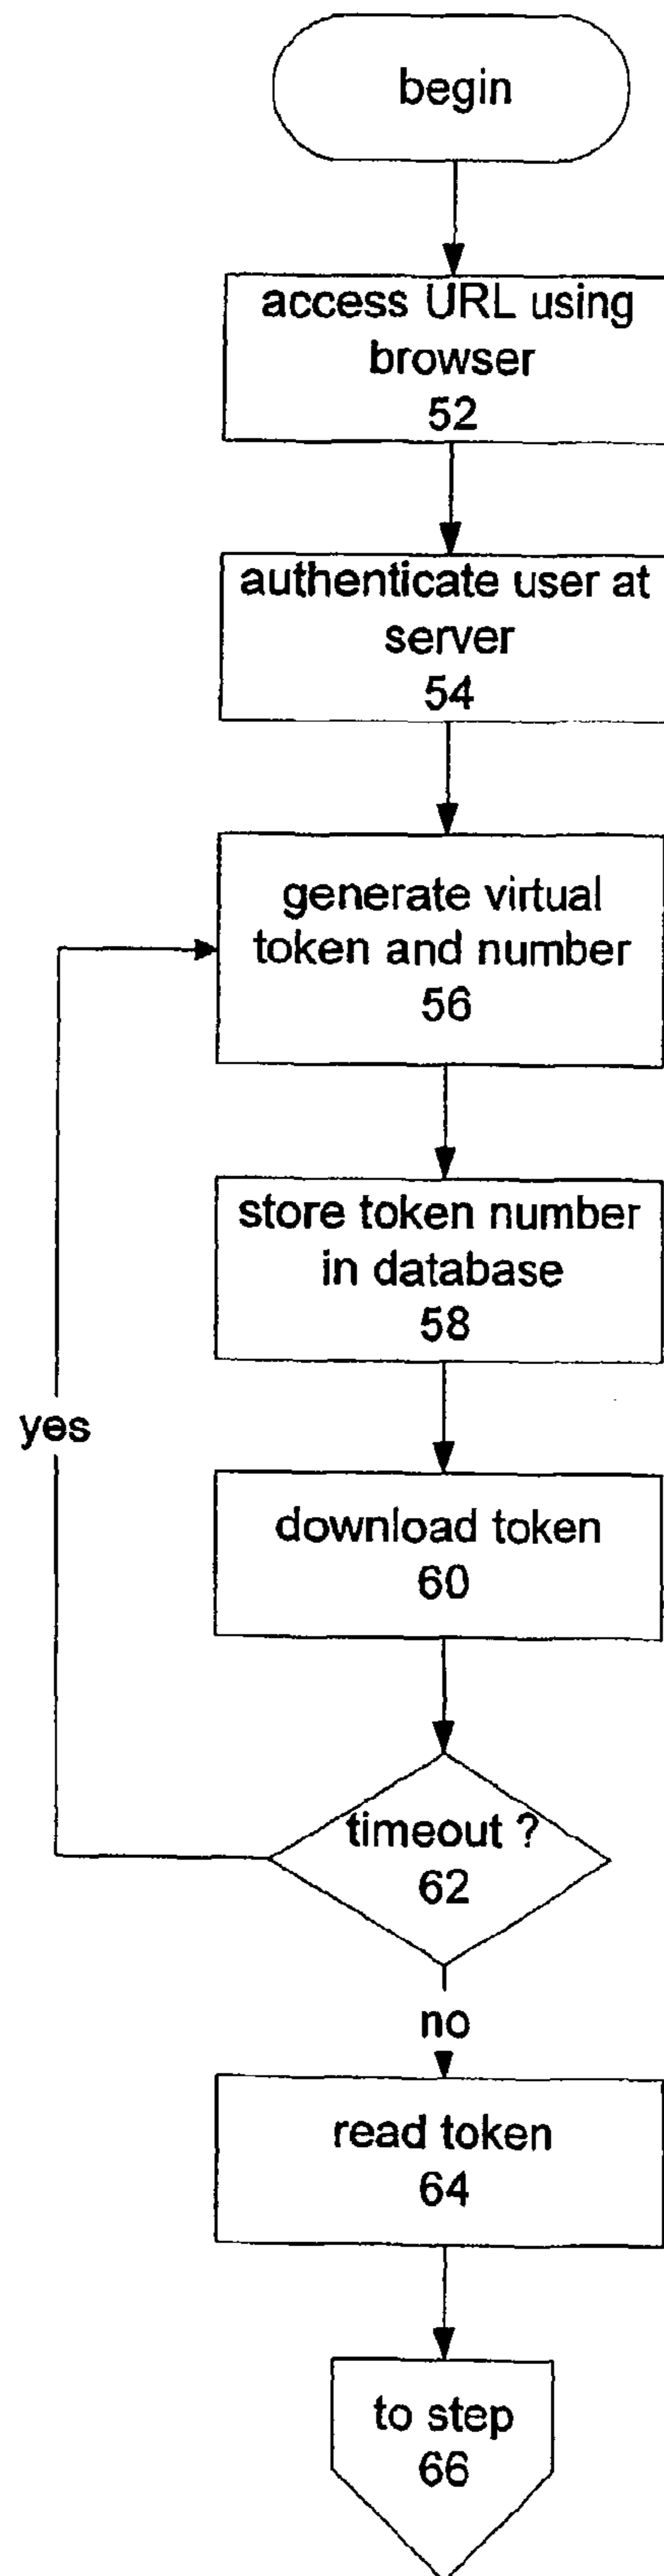 begin
access URL using
browser
52
authenticate user at
server
54
generate virtual
token and number
56
store token number
in database
58
yes
download token
60
timeout ?
62
no
read token
64
to step
66